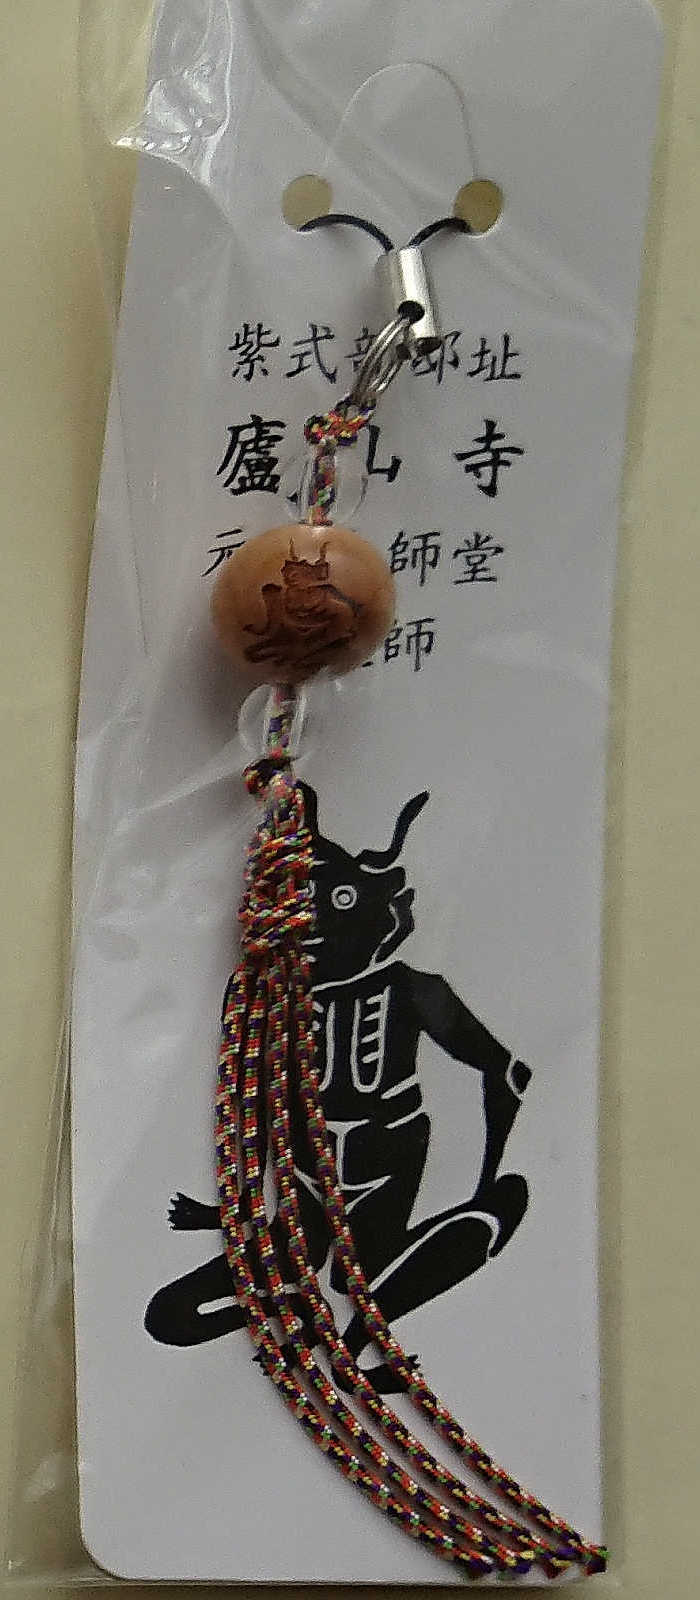 紫式部邸址
廬山寺
元 師堂
師